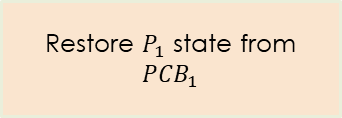 Restore P₁ state from
PCB₁